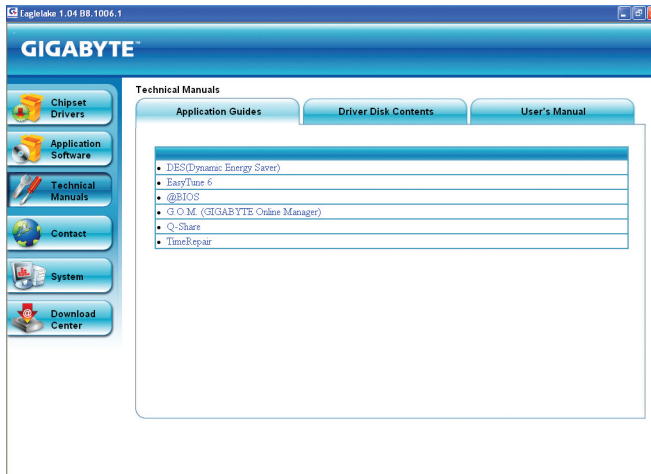 Eaglelake 1.04 B8.1006.1
GIGABYTE™
Chipset
Drivers
Application
Software
Technical
Manuals
Contact
System
Download
Center
Technical Manuals
Application Guides
Driver Disk Contents
User's Manual
DES(Dynamic Energy Saver)
EasyTune 6
@BIOS
G.O.M. (GIGABYTE Online Manager)
Q-Share
TimeRepair